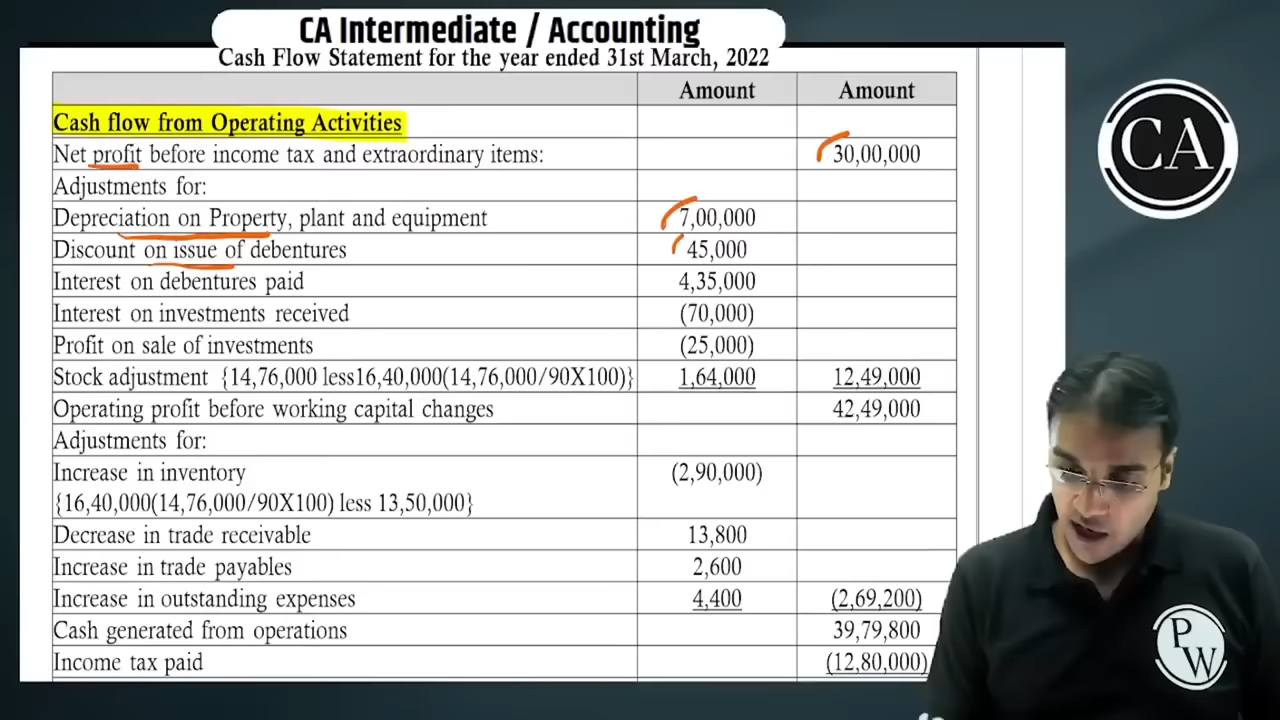 CA Intermediate / Accounting
Cash Flow Statement for the year ended 31st March, 2022
Amount Amount
Cash flow from Operating Activities
Net profit before income tax and extraordinary items: 30,00,000
Adjustments for:
Depreciation on Property, plant and equipment 7,00,000
Discount on issue of debentures 45,000
Interest on debentures paid 4,35,000
Interest on investments received (70,000)
Profit on sale of investments (25,000)
Stock adjustment {14,76,000 less16,40,000(14,76,000/90X100)} 1,64,000 12,49,000
Operating profit before working capital changes 42,49,000
Adjustments for:
Increase in inventory (2,90,000)
{16,40,000(14,76,000/90X100) less 13,50,000}
Decrease in trade receivable 13,800
Increase in trade payables 2,600
Increase in outstanding expenses 4,400 (2,69,200)
Cash generated from operations 39,79,800
Income tax paid (12,80,000)
CA
P
W